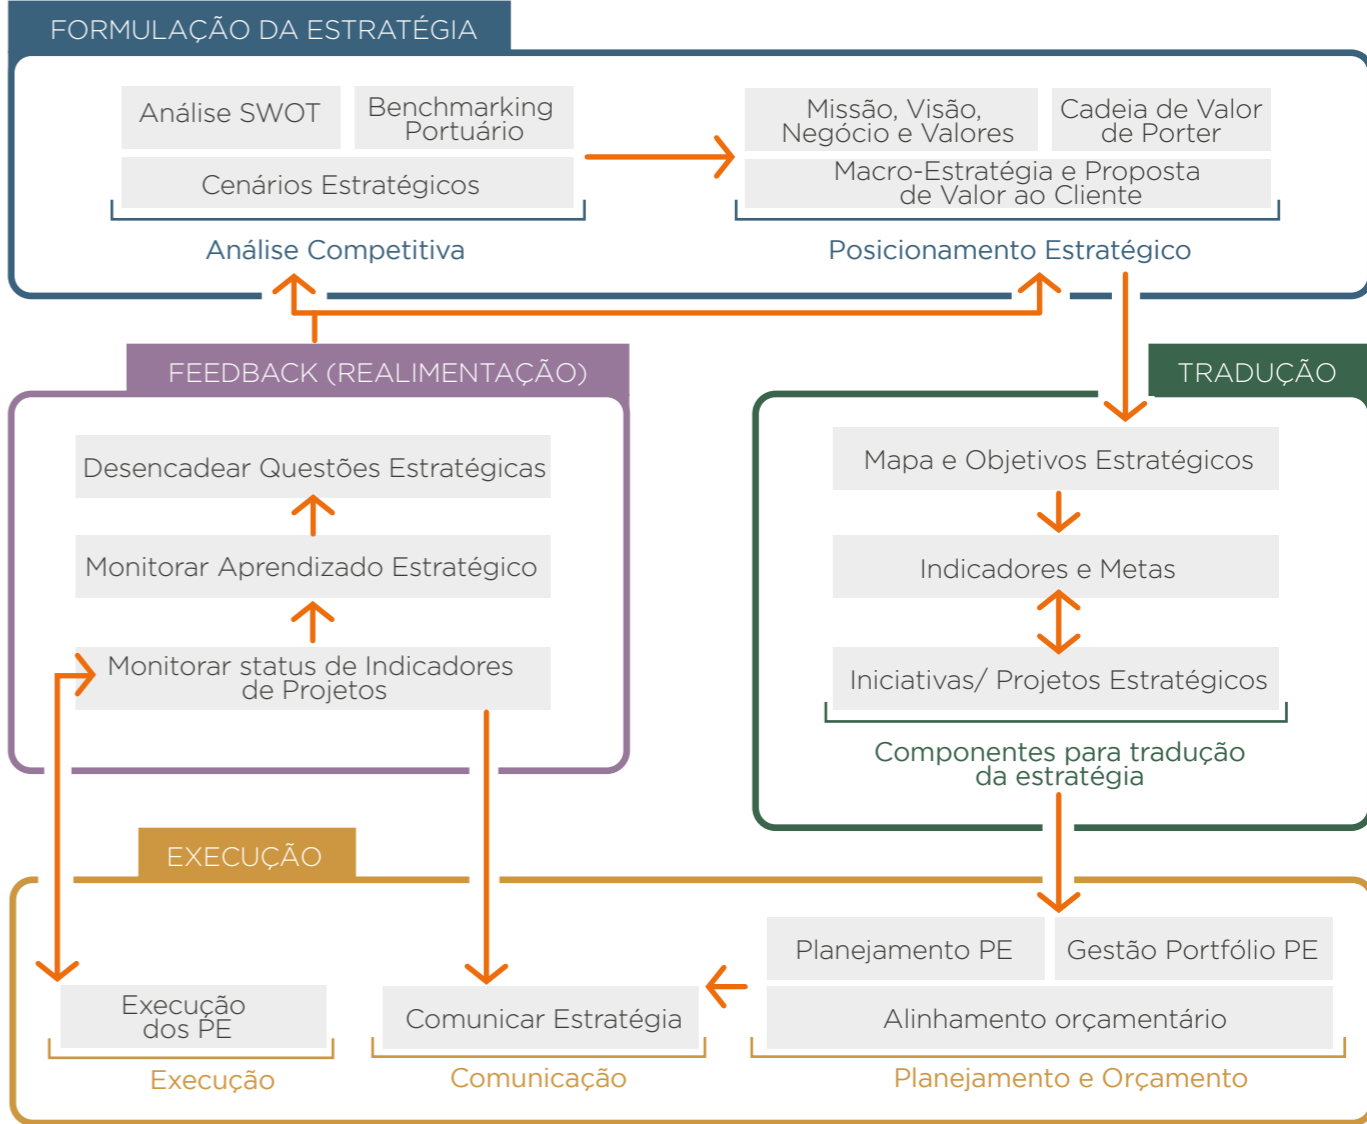 FORMULAÇÃO DA ESTRATÉGIA
Análise SWOT
Benchmarking
Portuário
Cenários Estratégicos
Análise Competitiva
Missão, Visão,
Negócio e Valores
Cadeia de Valor
de Porter
Macro-Estratégia e Proposta
de Valor ao Cliente
Posicionamento Estratégico
FEEDBACK (REALIMENTAÇÃO)
Desencadear Questões Estratégicas
Monitorar Aprendizado Estratégico
Monitorar status de Indicadores
de Projetos
TRADUÇÃO
Mapa e Objetivos Estratégicos
Indicadores e Metas
Iniciativas/ Projetos Estratégicos
Componentes para tradução
da estratégia
EXECUÇÃO
Execução
dos PE
Execução
Comunicar Estratégia
Comunicação
Planejamento PE
Gestão Portfólio PE
Alinhamento orçamentário
Planejamento e Orçamento